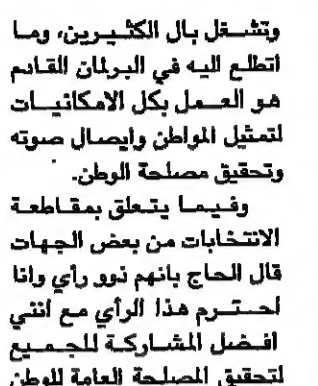 وتشغل بال الكثيرين، وما
اتطلع اليه في البرلمان القادم
هو العمل بكل الامكانيات
لتمثيل المواطن وايصال صوته
وتحقيق مصلحة الوطن.
وفيما يتعلق بمقاطعة
الانتخابات من بعض الجهات
قال الحاج بانهم ذوو رأي وانا
احترم هذا الرأي مع انني
افضل المشاركة للجميع
لتحقيق المصلحة العامة للوطن